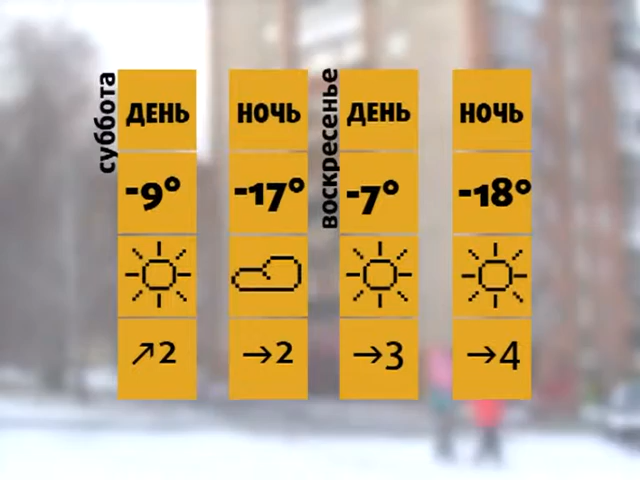 суббота
ДЕНЬ
-9°
↗2
НОЧЬ
-17°
→2
воскресенье
ДЕНЬ
-7°
→3
НОЧЬ
-18°
→4